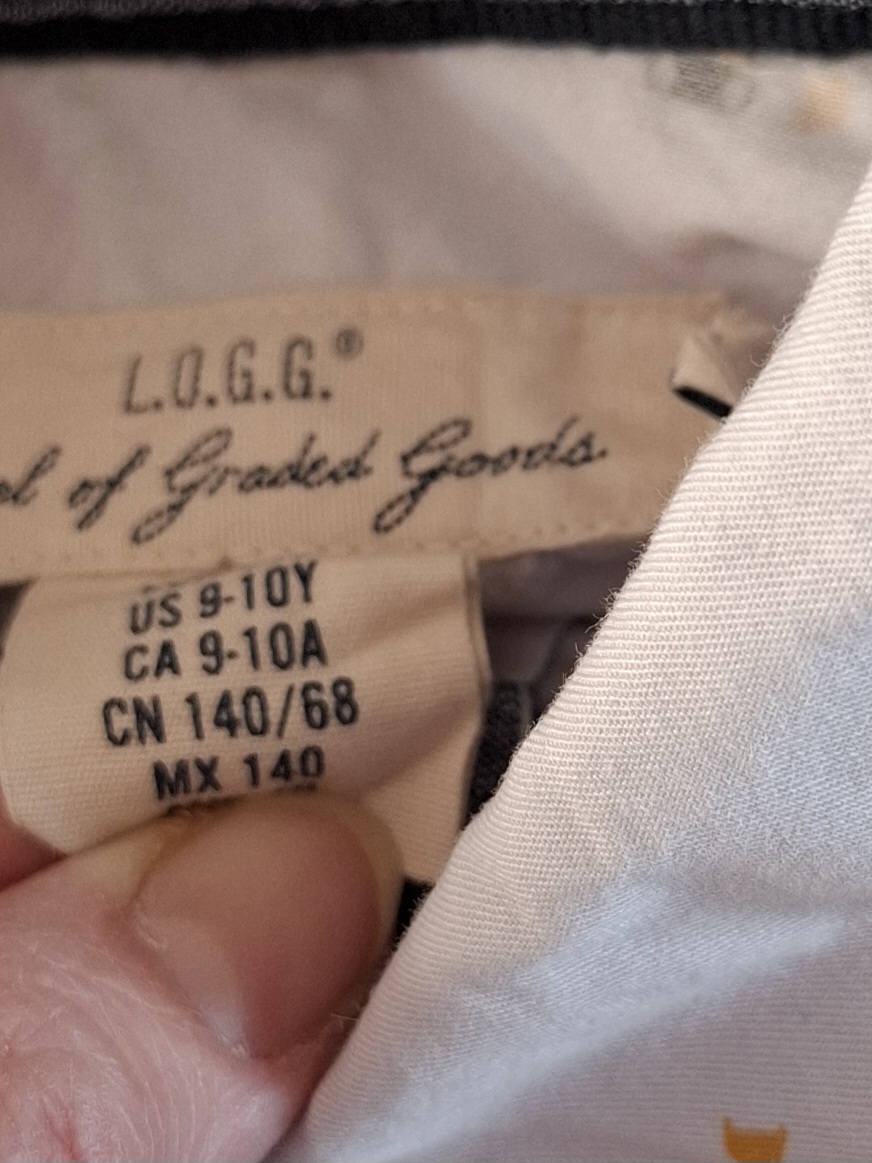 L.O.G.G.®
of Graded Goods
US 9-10Y
CA 9-10A
CN 140/68
MX 140